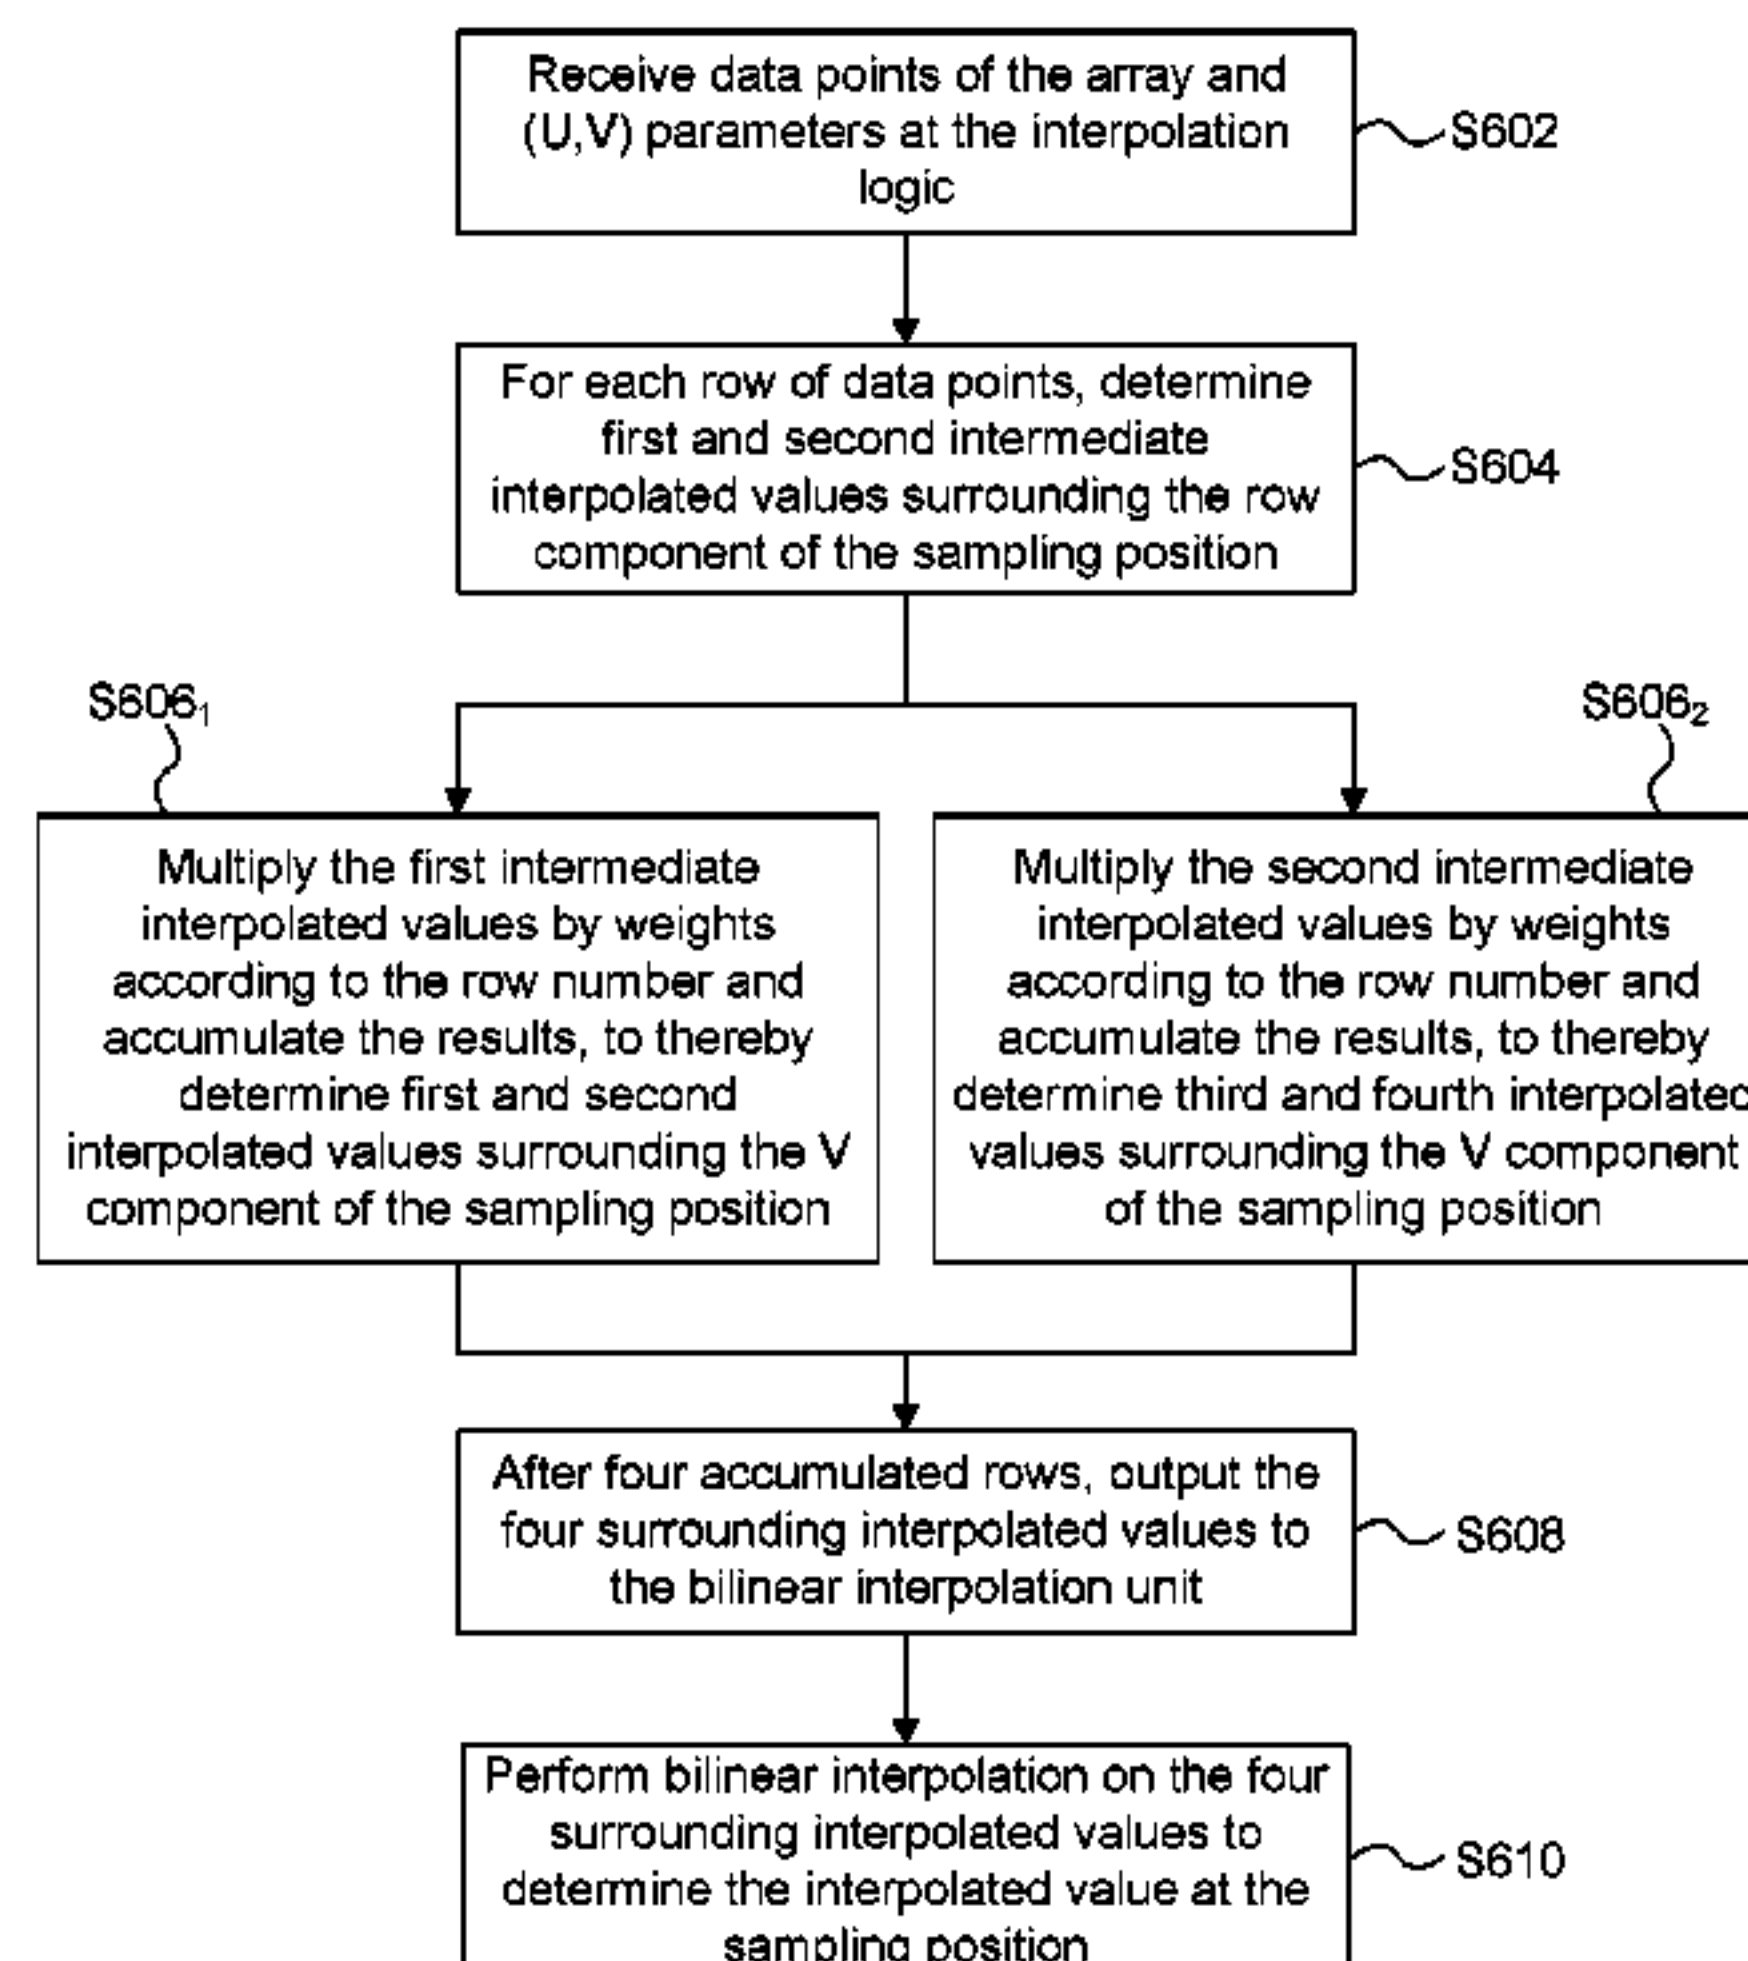 Receive data points of the array and
(U,V) parameters at the interpolation
logic
S602
For each row of data points, determine
first and second intermediate
interpolated values surrounding the row
component of the sampling position
S604
S606₁
Multiply the first intermediate
interpolated values by weights
according to the row number and
accumulate the results, to thereby
determine first and second
interpolated values surrounding the V
component of the sampling position
S606₂
Multiply the second intermediate
interpolated values by weights
according to the row number and
accumulate the results, to thereby
determine third and fourth interpolated
values surrounding the V component
of the sampling position
After four accumulated rows, output the
four surrounding interpolated values to
the bilinear interpolation unit
S608
Perform bilinear interpolation on the four
surrounding interpolated values to
determine the interpolated value at the
sampling position
S610